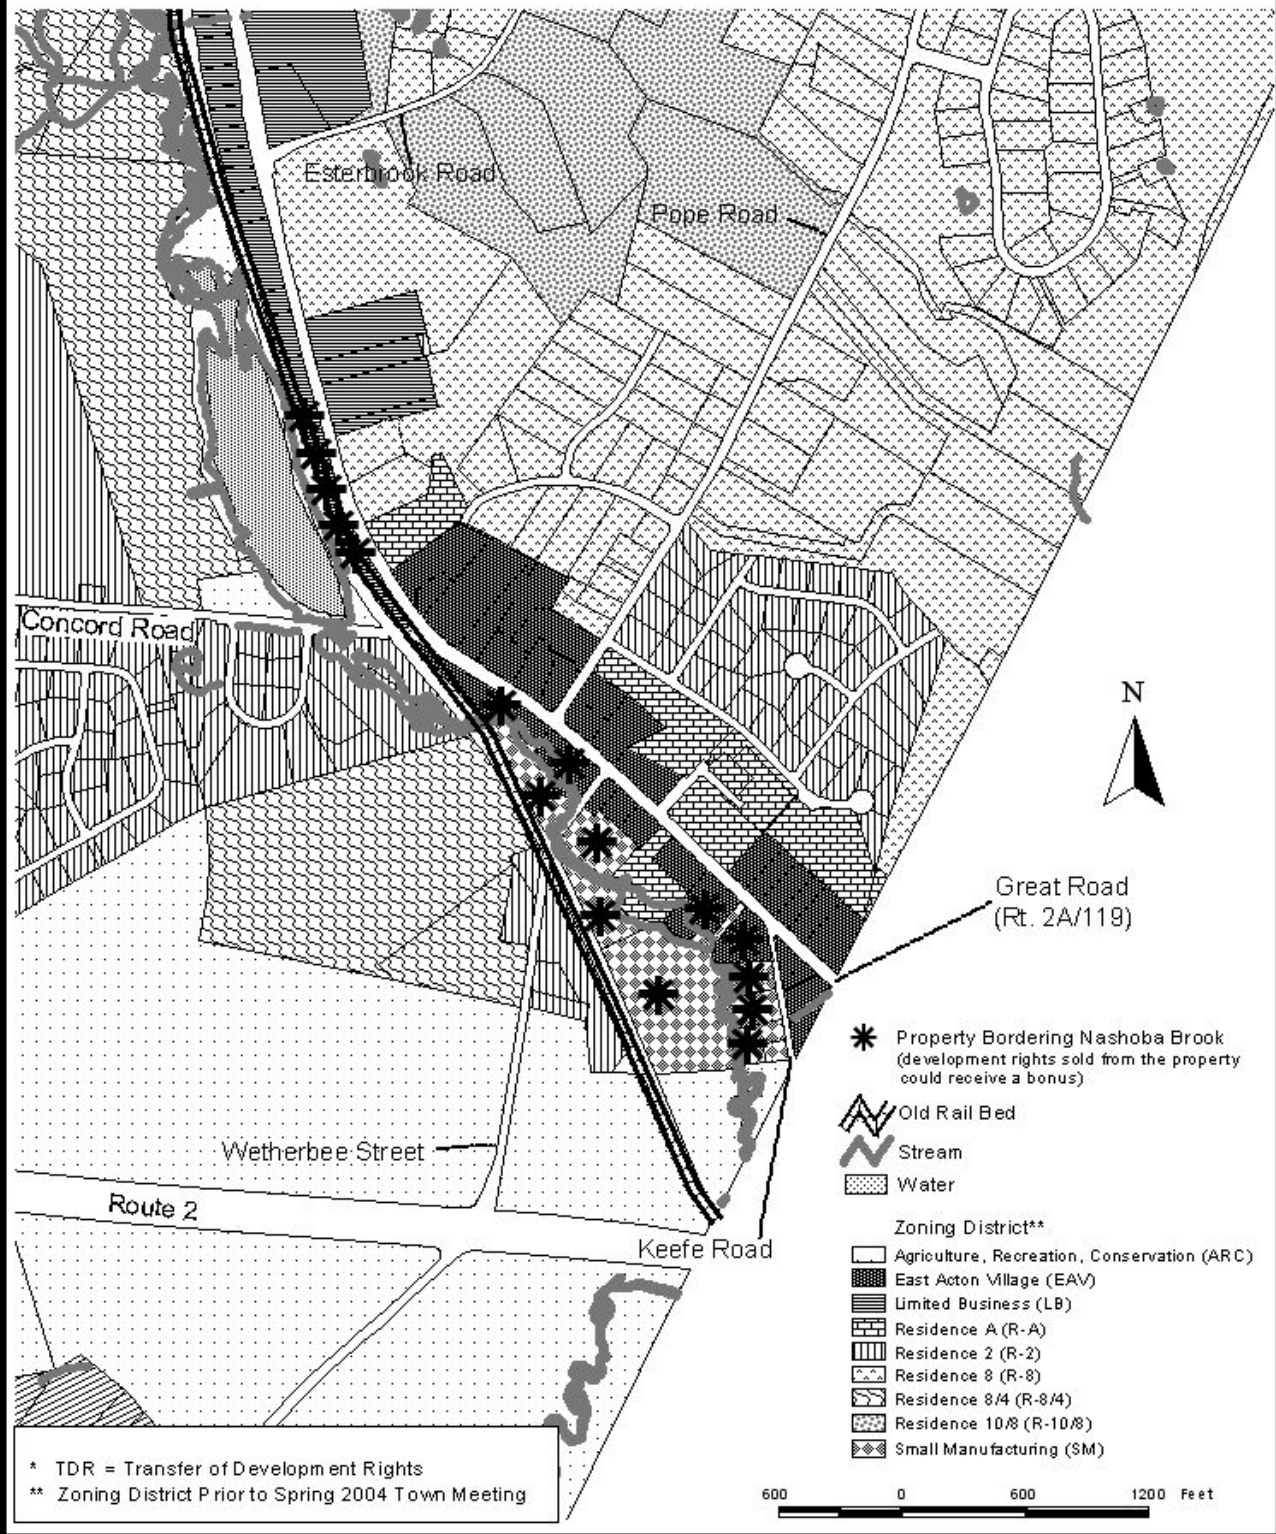 Esterbrook Road
Pope Road
Concord Road
N
Great Road
(Rt. 2A/119)
Property Bordering Nashoba Brook
(development rights sold from the property
could receive a bonus)
Old Rail Bed
Stream
Water
Wetherbee Street
Route 2
Keefe Road
Zoning District**
Agriculture, Recreation, Conservation (ARC)
East Acton Village (EAV)
Limited Business (LB)
Residence A (R-A)
Residence 2 (R-2)
Residence 8 (R-8)
Residence 8/4 (R-8/4)
Residence 10/8 (R-10/8)
Small Manufacturing (SM)
* TDR = Transfer of Development Rights
** Zoning District Prior to Spring 2004 Town Meeting
600 0 600 1200 Feet